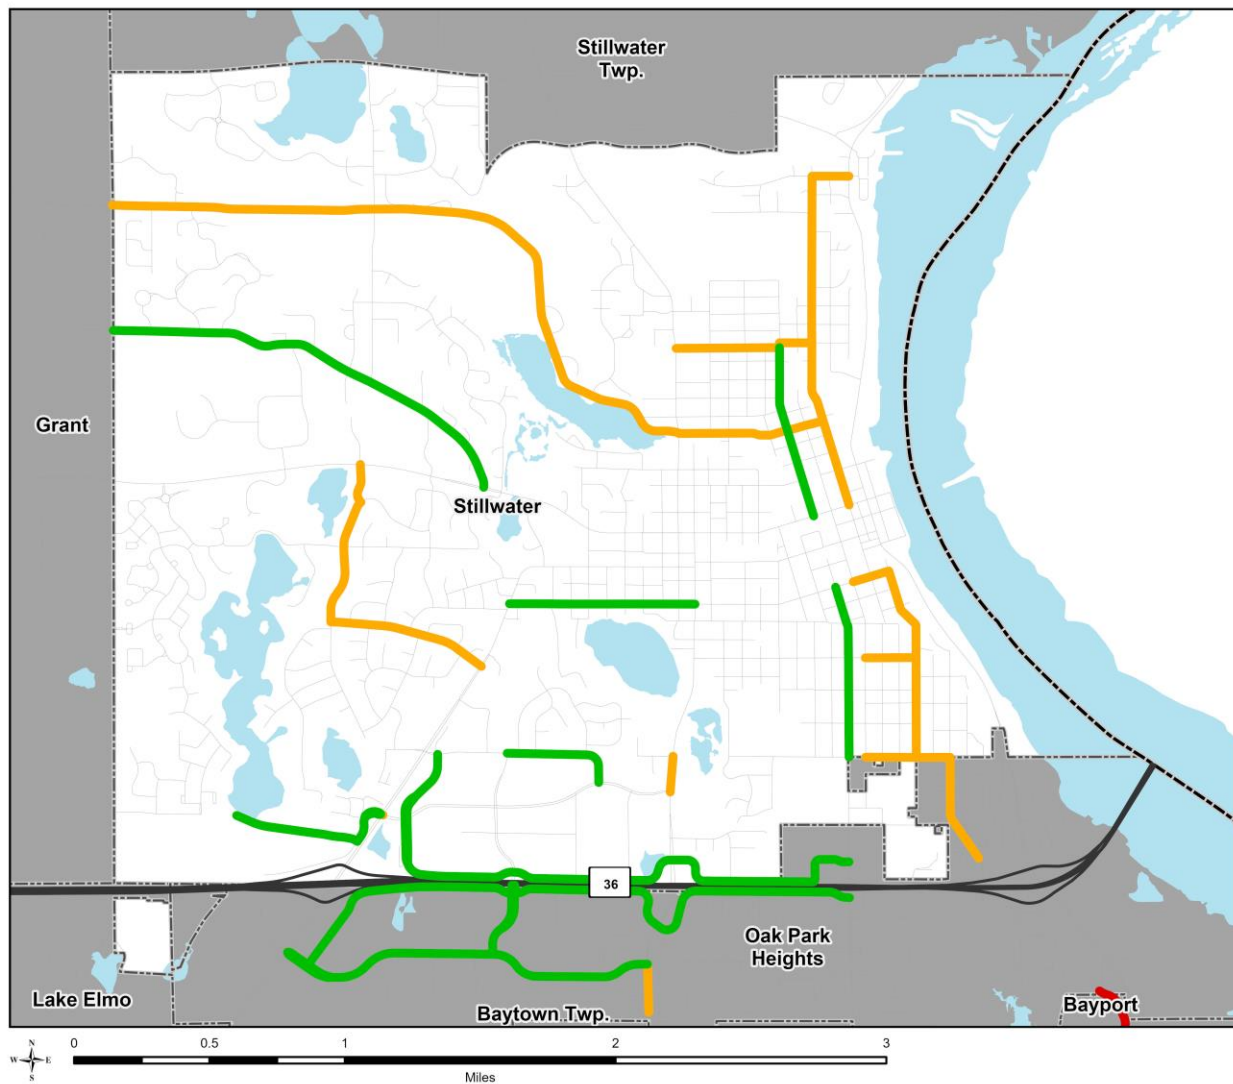 Stillwater
Twp.
Grant
Stillwater
36
Oak Park
Heights
Lake Elmo
Baytown Twp.
Bayport
N
W E
S
0 0.5 1 2 3
Miles